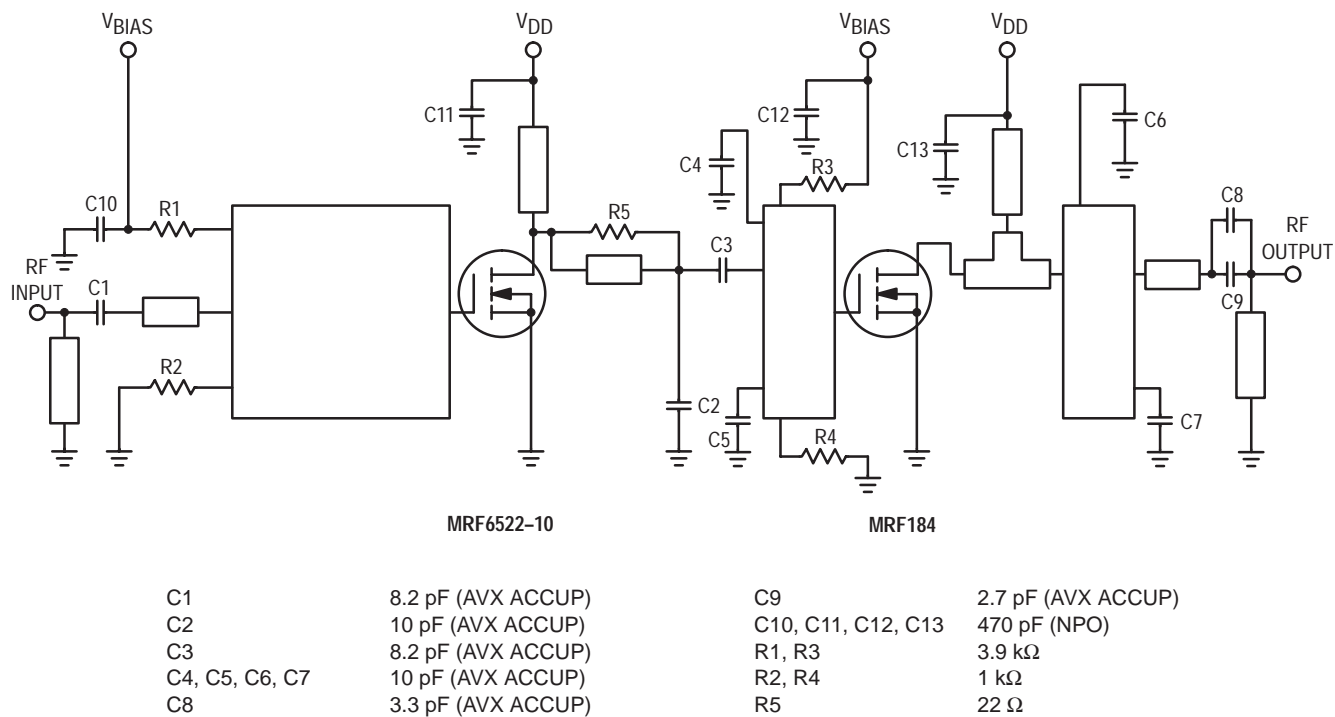 VBIAS
VDD
VBIAS
VDD
C11
C12
C6
C4
R3
C13
C10
R1
R5
C8
C3
RF
OUTPUT
RF
INPUT
C1
C9
R2
C2
C5
C7
R4
MRF6522–10
MRF184
C1 8.2 pF (AVX ACCUP) C9 2.7 pF (AVX ACCUP)
C2 10 pF (AVX ACCUP) C10, C11, C12, C13 470 pF (NPO)
C3 8.2 pF (AVX ACCUP) R1, R3 3.9 kΩ
C4, C5, C6, C7 10 pF (AVX ACCUP) R2, R4 1 kΩ
C8 3.3 pF (AVX ACCUP) R5 22 Ω